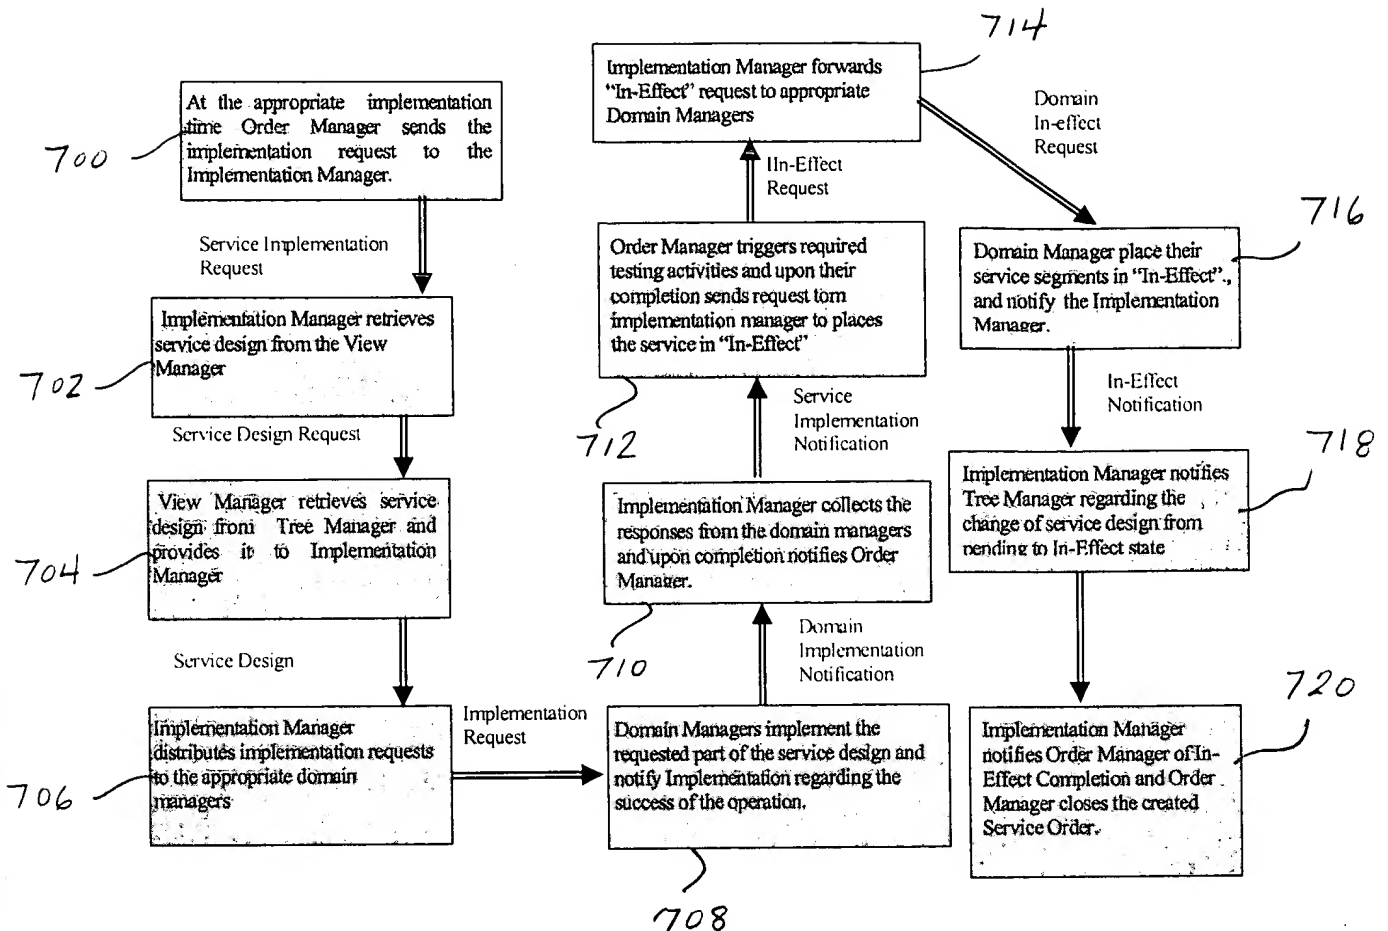 700
At the appropriate implementation
time Order Manager sends the
implementation request to the
Implementation Manager.
Service Implementation
Request
702
Implementation Manager retrieves
service design from the View
Manager
Service Design Request
704
View Manager retrieves service
design from Tree Manager and
provides it to Implementation
Manager
Service Design
706
Implementation Manager
distributes implementation requests
to the appropriate domain
managers
Implementation
Request
708
Domain Managers implement the
requested part of the service design and
notify Implementation regarding the
success of the operation.
Domain
Implementation
Notification
710
Implementation Manager collects the
responses from the domain managers
and upon completion notifies Order
Manager.
Service
Implementation
Notification
712
Order Manager triggers required
testing activities and upon their
completion sends request tom
implementation manager to places
the service in “In-Effect”
IIn-Effect
Request
714
Implementation Manager forwards
“In-Effect” request to appropriate
Domain Managers
Domain
In-effect
Request
716
Domain Manager place their
service segments in “In-Effect”.,
and notify the Implementation
Manager.
In-Effect
Notification
718
Implementation Manager notifies
Tree Manager regarding the
change of service design from
pending to In-Effect state
720
Implementation Manager
notifies Order Manager of In-
Effect Completion and Order
Manager closes the created
Service Order.